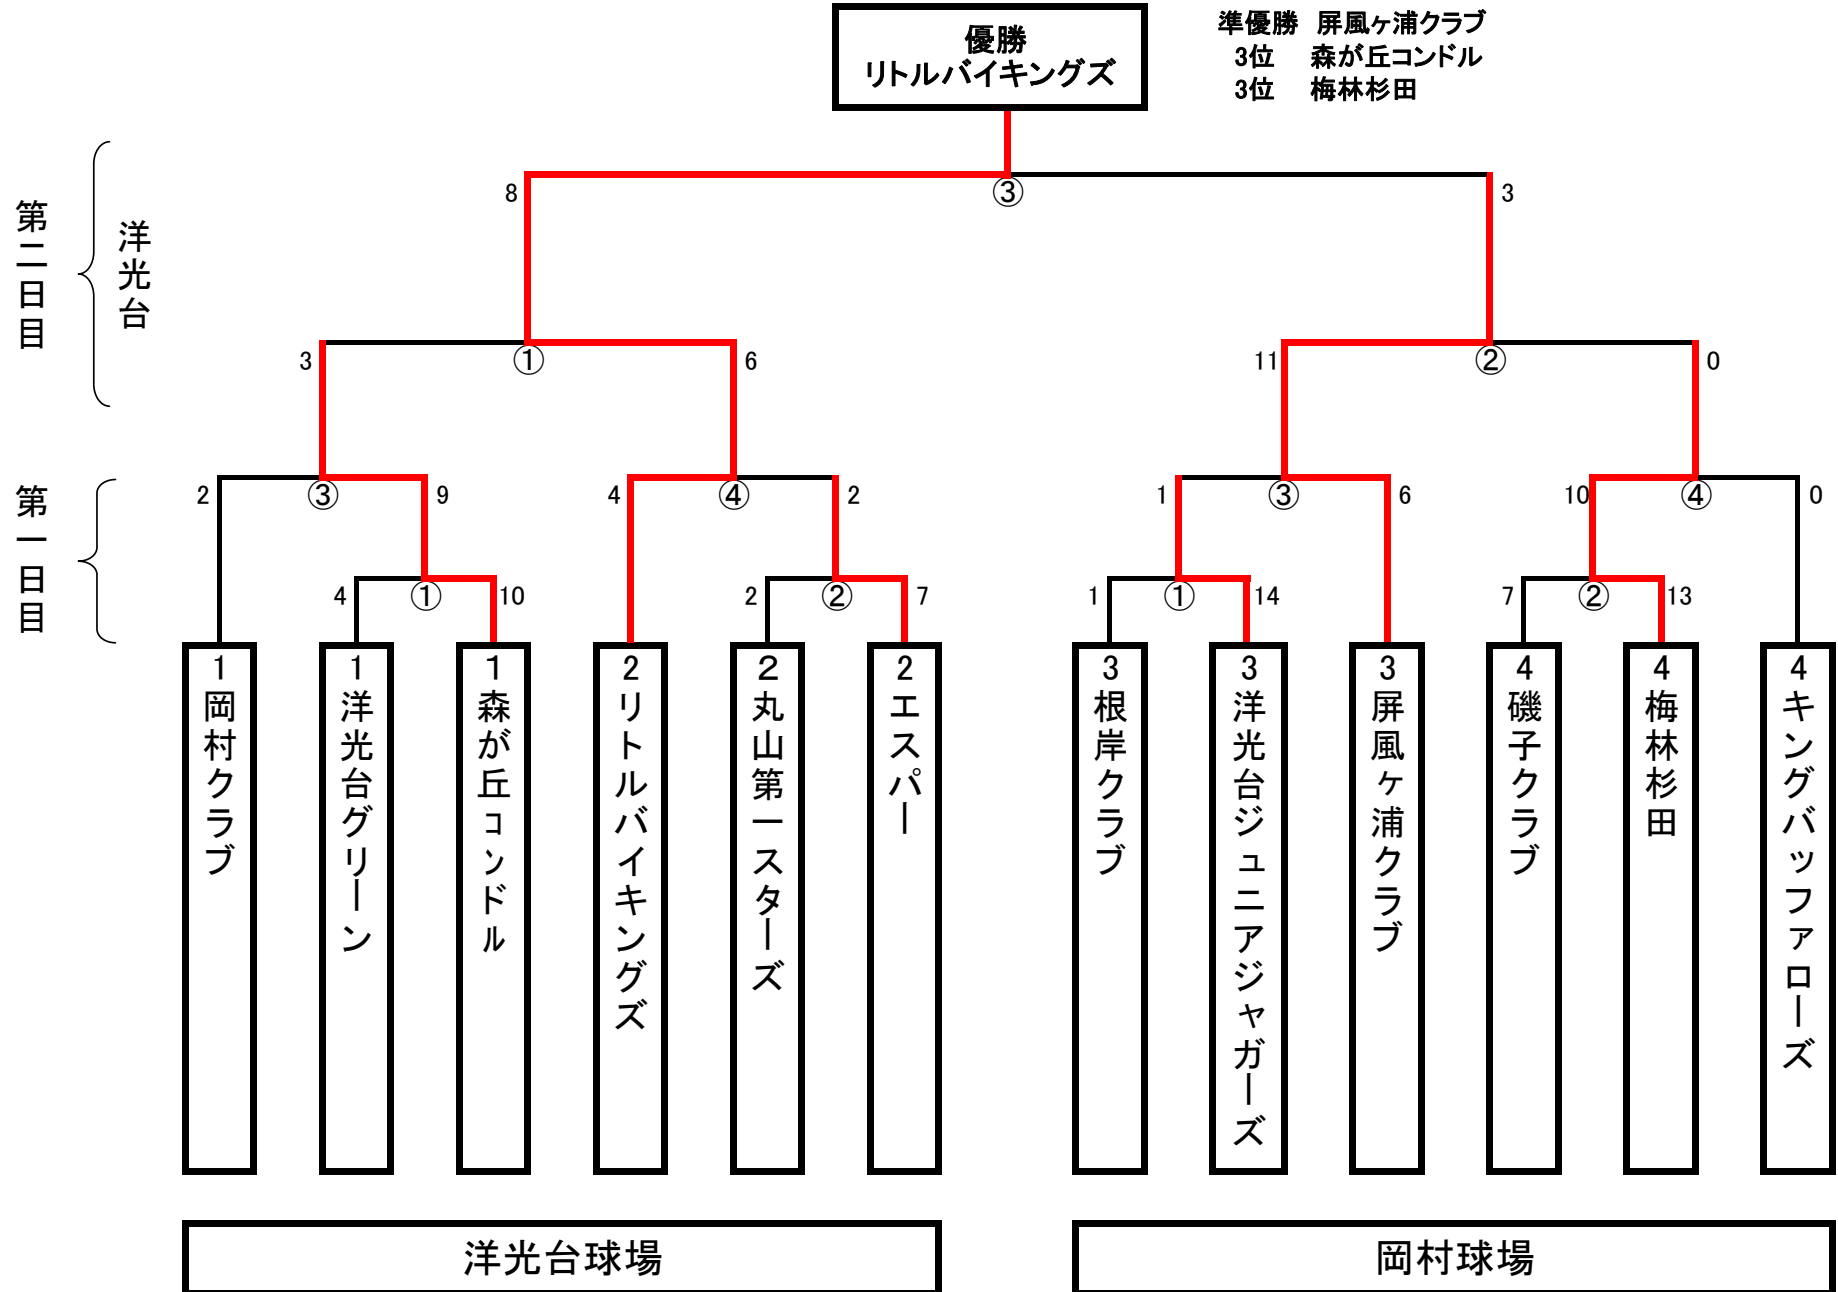 優勝
リトルバイキングズ
準優勝 屏風ヶ浦クラブ
3位 森が丘コンドル
3位 梅林杉田
第二日目
洋光台
8
③
3
3
①
6
11
②
0
第一日目
2
③
9
4
④
2
1
③
6
10
④
0
4
①
10
2
②
7
1
①
14
7
②
13
1岡村クラブ
1洋光台グリーン
1森が丘コンドル
2リトルバイキングズ
2丸山第一スターズ
2エスパー
3根岸クラブ
3洋光台ジュニアジャガーズ
3屏風ヶ浦クラブ
4磯子クラブ
4梅林杉田
4キングバッファローズ
洋光台球場
岡村球場